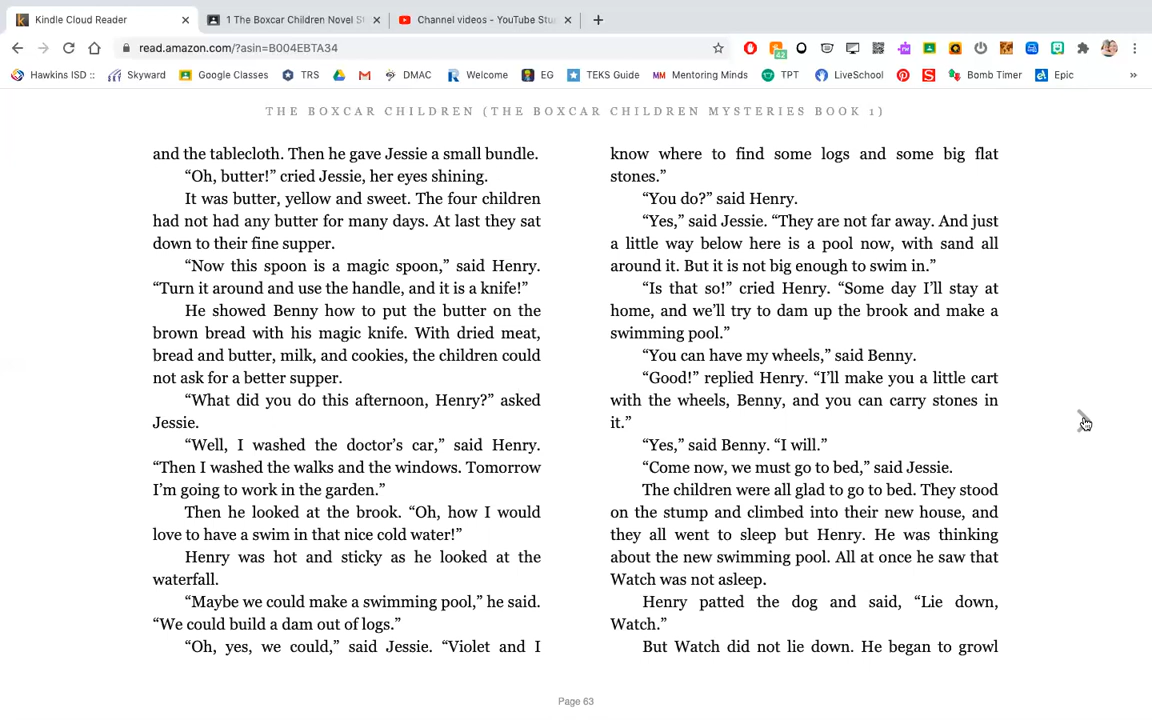 Kindle Cloud Reader
1 The Boxcar Children Novel St
Channel videos - YouTube Stu
read.amazon.com/?asin=B004EBTA34
42
Hawkins ISD ::
Skyward
Google Classes
TRS
DMAC
Welcome
EG
TEKS Guide
MM Mentoring Minds
TPT
LiveSchool
Bomb Timer
Epic
THE BOXCAR CHILDREN (THE BOXCAR CHILDREN MYSTERIES BOOK 1)
and the tablecloth. Then he gave Jessie a small bundle.
“Oh, butter!” cried Jessie, her eyes shining.
It was butter, yellow and sweet. The four children
had not had any butter for many days. At last they sat
down to their fine supper.
“Now this spoon is a magic spoon,” said Henry.
“Turn it around and use the handle, and it is a knife!”
He showed Benny how to put the butter on the
brown bread with his magic knife. With dried meat,
bread and butter, milk, and cookies, the children could
not ask for a better supper.
“What did you do this afternoon, Henry?” asked
Jessie.
“Well, I washed the doctor’s car,” said Henry.
“Then I washed the walks and the windows. Tomorrow
I’m going to work in the garden.”
Then he looked at the brook. “Oh, how I would
love to have a swim in that nice cold water!”
Henry was hot and sticky as he looked at the
waterfall.
“Maybe we could make a swimming pool,” he said.
“We could build a dam out of logs.”
“Oh, yes, we could,” said Jessie. “Violet and I
know where to find some logs and some big flat
stones.”
“You do?” said Henry.
“Yes,” said Jessie. “They are not far away. And just
a little way below here is a pool now, with sand all
around it. But it is not big enough to swim in.”
“Is that so!” cried Henry. “Some day I’ll stay at
home, and we’ll try to dam up the brook and make a
swimming pool.”
“You can have my wheels,” said Benny.
“Good!” replied Henry. “I’ll make you a little cart
with the wheels, Benny, and you can carry stones in
it.”
“Yes,” said Benny. “I will.”
“Come now, we must go to bed,” said Jessie.
The children were all glad to go to bed. They stood
on the stump and climbed into their new house, and
they all went to sleep but Henry. He was thinking
about the new swimming pool. All at once he saw that
Watch was not asleep.
Henry patted the dog and said, “Lie down,
Watch.”
But Watch did not lie down. He began to growl
Page 63